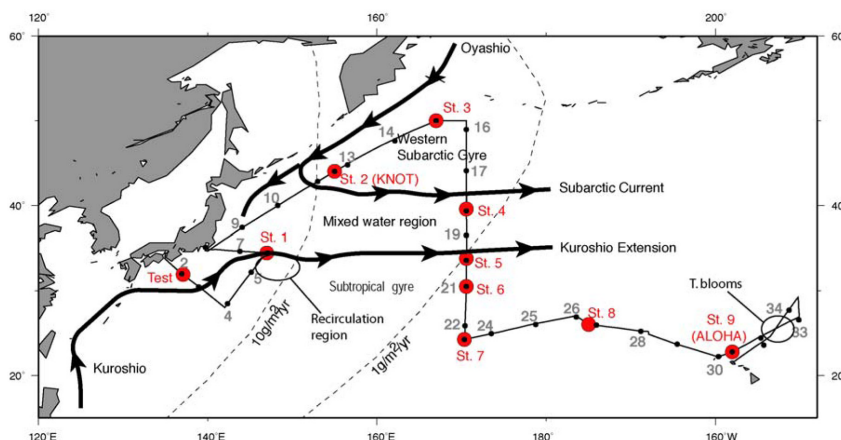 120°E
140°E
160°E
180°
200°
60°
60°
Oyashio
St. 3
14
16
Western
Subarctic Gyre
13
17
St. 2 (KNOT)
Subarctic Current
10
40°
40°
9
Mixed water region
St. 4
7
St. 1
19
Kuroshio Extension
2
St. 5
Test
5
Subtropical gyre
21
St. 6
T.blooms
4
Recirculation
region
10g/m²/yr
26
St. 8
34
25
St. 9
(ALOHA)
33
22
24
28
Kuroshio
1g/m²/yr
St. 7
30
20°
20°
120°E
140°E
160°E
180°
160°W